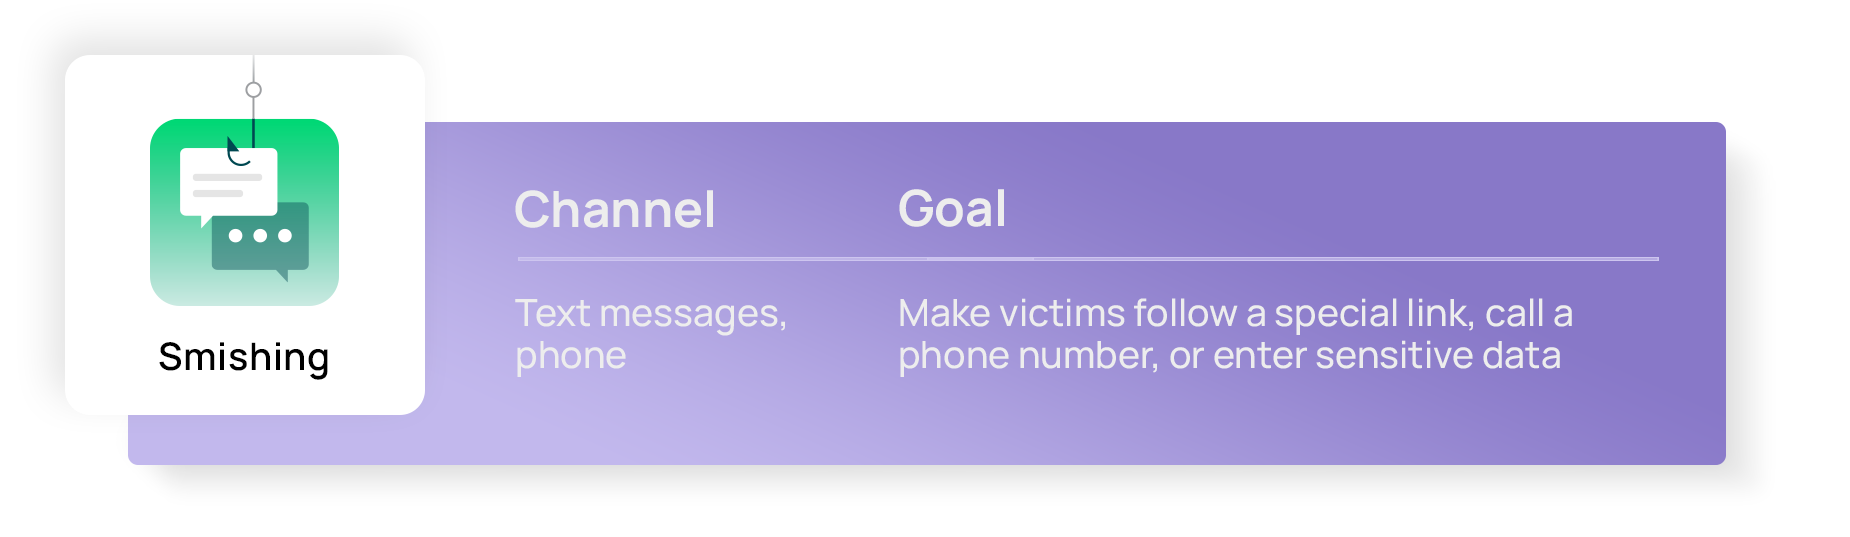 Smishing
Channel
Goal
Text messages,
phone
Make victims follow a special link, call a
phone number, or enter sensitive data